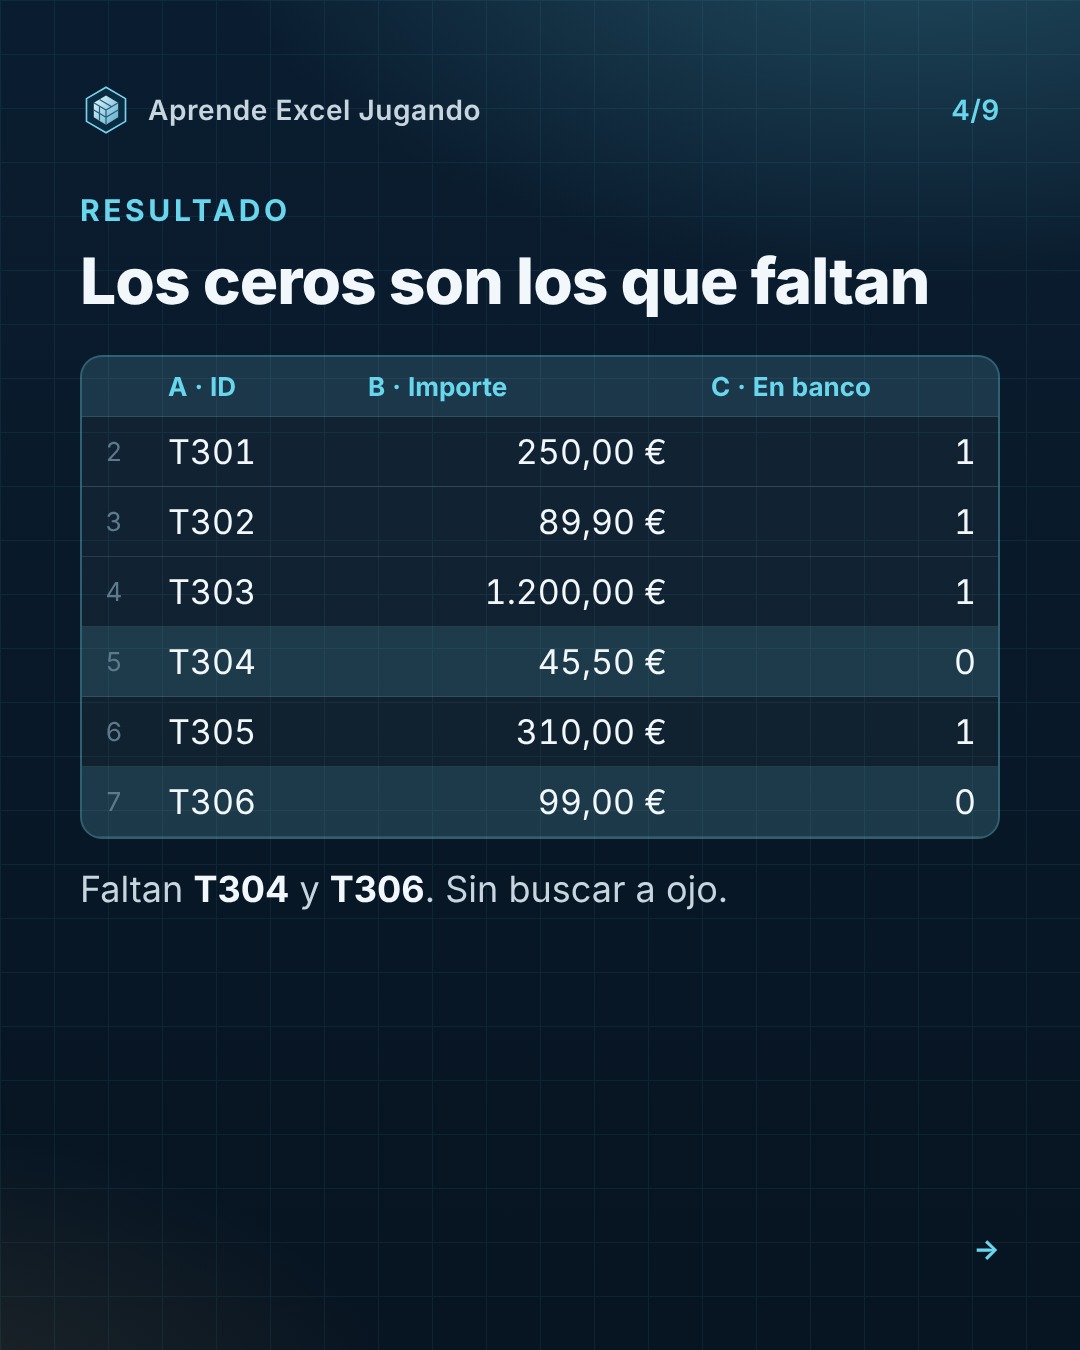 Aprende Excel Jugando
4/9
RESULTADO
Los ceros son los que faltan
A · ID B · Importe C · En banco
2 T301 250,00 € 1
3 T302 89,90 € 1
4 T303 1.200,00 € 1
5 T304 45,50 € 0
6 T305 310,00 € 1
7 T306 99,00 € 0
Faltan T304 y T306. Sin buscar a ojo.
→